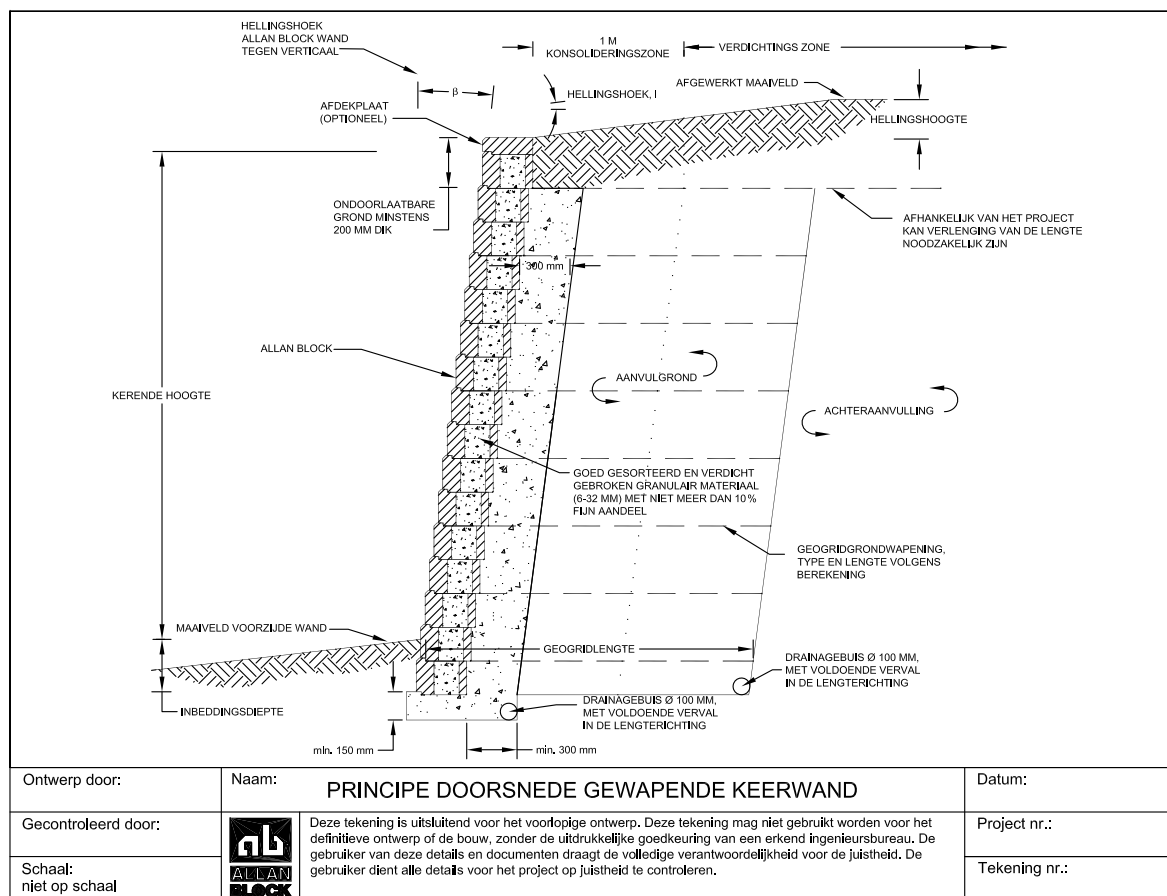 HELLINGSHOEK
ALLAN BLOCK WAND
TEGEN VERTICAAL
1 M
KONSOLIDERINGSZONE
VERDICHTINGS ZONE
AFGEWERKT MAAIVELD
β
HELLINGSHOEK, I
AFDEKPLAAT
(OPTIONEEL)
HELLINGSHOOGTE
ONDOORLAATBARE
GROND MINSTENS
200 MM DIK
AFHANKELIJK VAN HET PROJECT
KAN VERLENGING VAN DE LENGTE
NOODZAKELIJK ZIJN
300 mm
ALLAN BLOCK
AANVULGROND
KERENDE HOOGTE
ACHTERAANVULLING
GOED GESORTEERD EN VERDICHT
GEBROKEN GRANULAIR MATERIAAL
(6-32 MM) MET NIET MEER DAN 10%
FIJN AANDEEL
GEOGRIDGRONDWAPENING,
TYPE EN LENGTE VOLGENS
BEREKENING
MAAIVELD VOORZIJDE WAND
GEOGRIDLENGTE
DRAINAGEBUIS Ø 100 MM,
MET VOLDOENDE VERVAL
IN DE LENGTERICHTING
INBEDDINGSDIEPTE
DRAINAGEBUIS Ø 100 MM,
MET VOLDOENDE VERVAL
IN DE LENGTERICHTING
min. 150 mm
min. 300 mm
Ontwerp door:
Naam:
PRINCIPE DOORSNEDE GEWAPENDE KEERWAND
Datum:
Gecontroleerd door:
Deze tekening is uitsluitend voor het voorlopige ontwerp. Deze tekening mag niet gebruikt worden voor het
definitieve ontwerp of de bouw, zonder de uitdrukkelijke goedkeuring van een erkend ingenieursbureau. De
gebruiker van deze details en documenten draagt de volledige verantwoordelijkheid voor de juistheid. De
gebruiker dient alle details voor het project op juistheid te controleren.
Project nr.:
Schaal:
niet op schaal
ab
ALLAN
BLOCK
Tekening nr.: